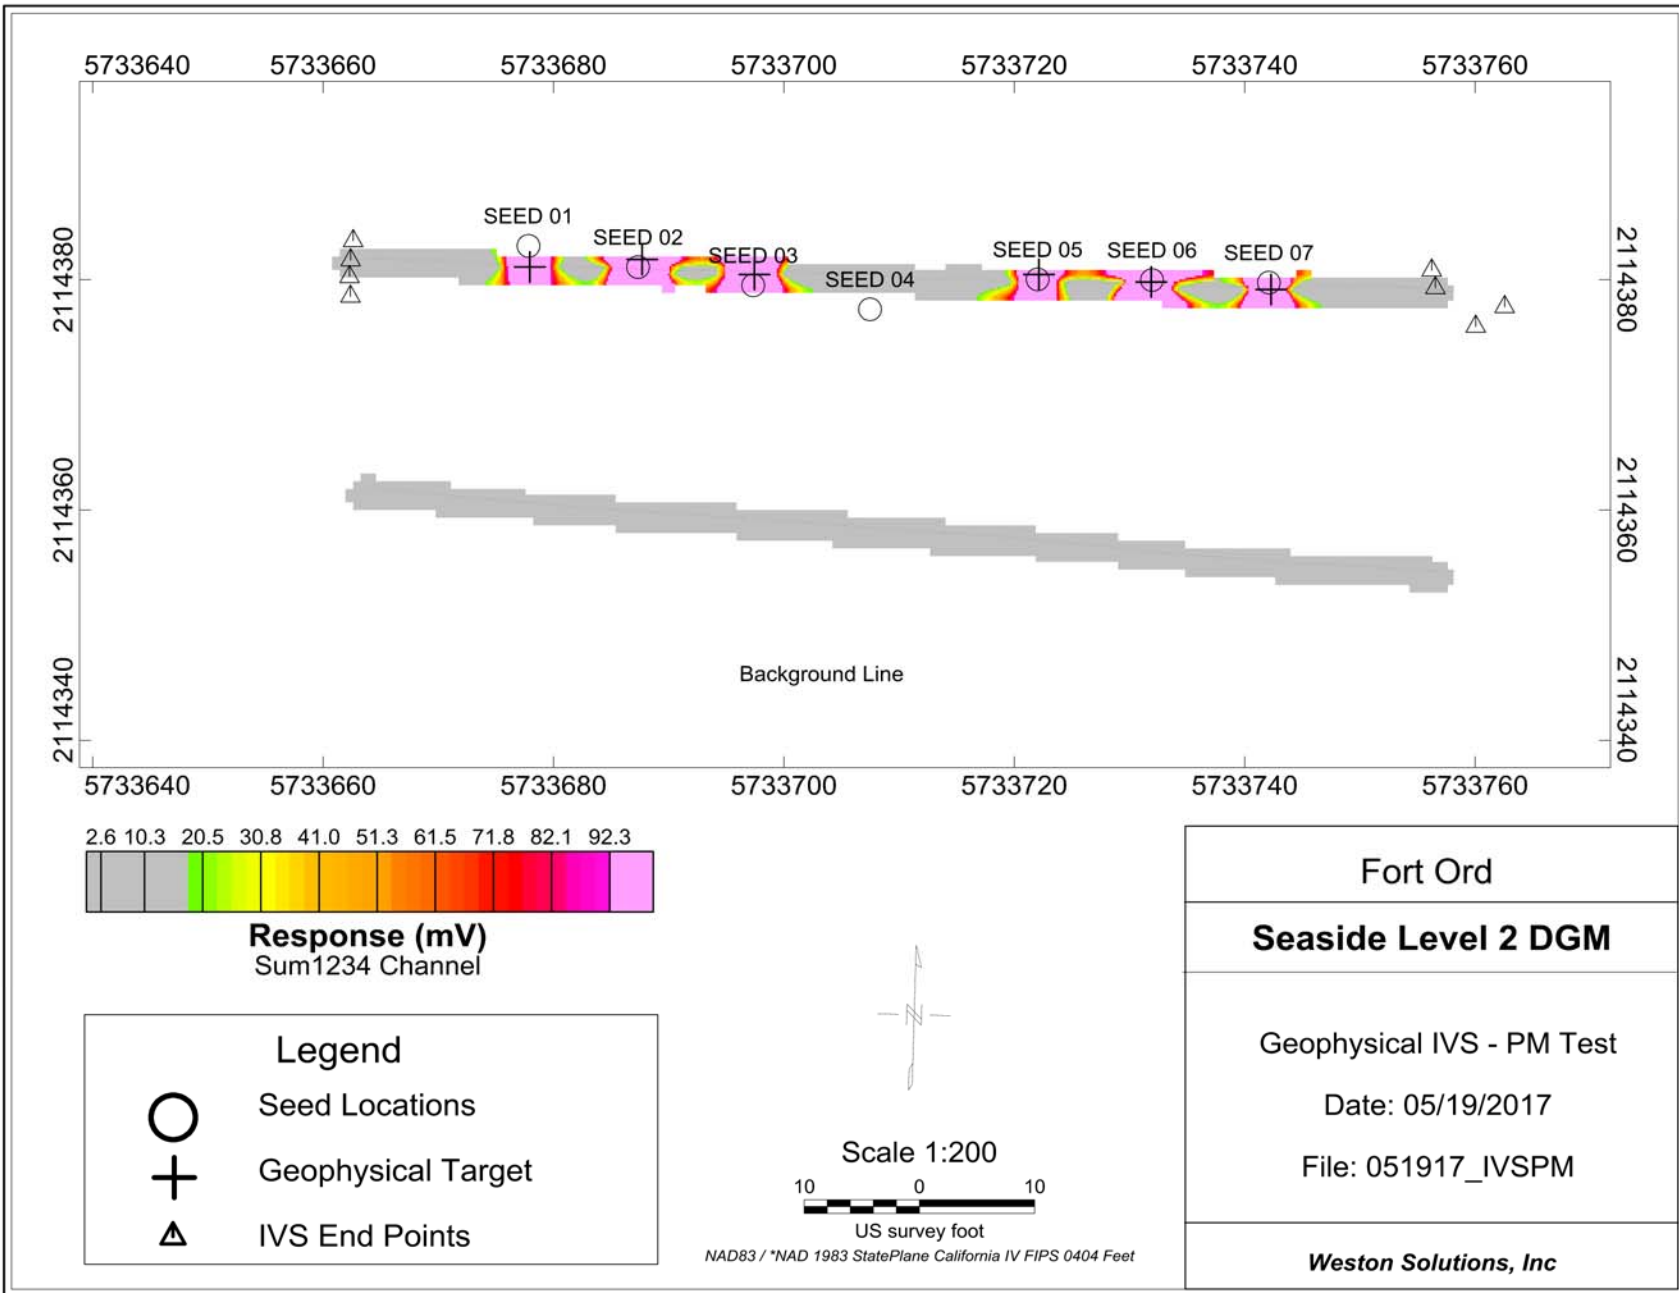 5733640 5733660 5733680 5733700 5733720 5733740 5733760
2114380
2114360
2114340
SEED 01
SEED 02
SEED 03
SEED 04
SEED 05
SEED 06
SEED 07
2114380
2114360
2114340
Background Line
5733640 5733660 5733680 5733700 5733720 5733740 5733760
2.6 10.3 20.5 30.8 41.0 51.3 61.5 71.8 82.1 92.3
Response (mV)
Sum1234 Channel
Legend
Seed Locations
Geophysical Target
IVS End Points
N
Scale 1:200
10 0 10
US survey foot
NAD83 / *NAD 1983 StatePlane California IV FIPS 0404 Feet
Fort Ord
Seaside Level 2 DGM
Geophysical IVS - PM Test
Date: 05/19/2017
File: 051917_IVSPM
Weston Solutions, Inc